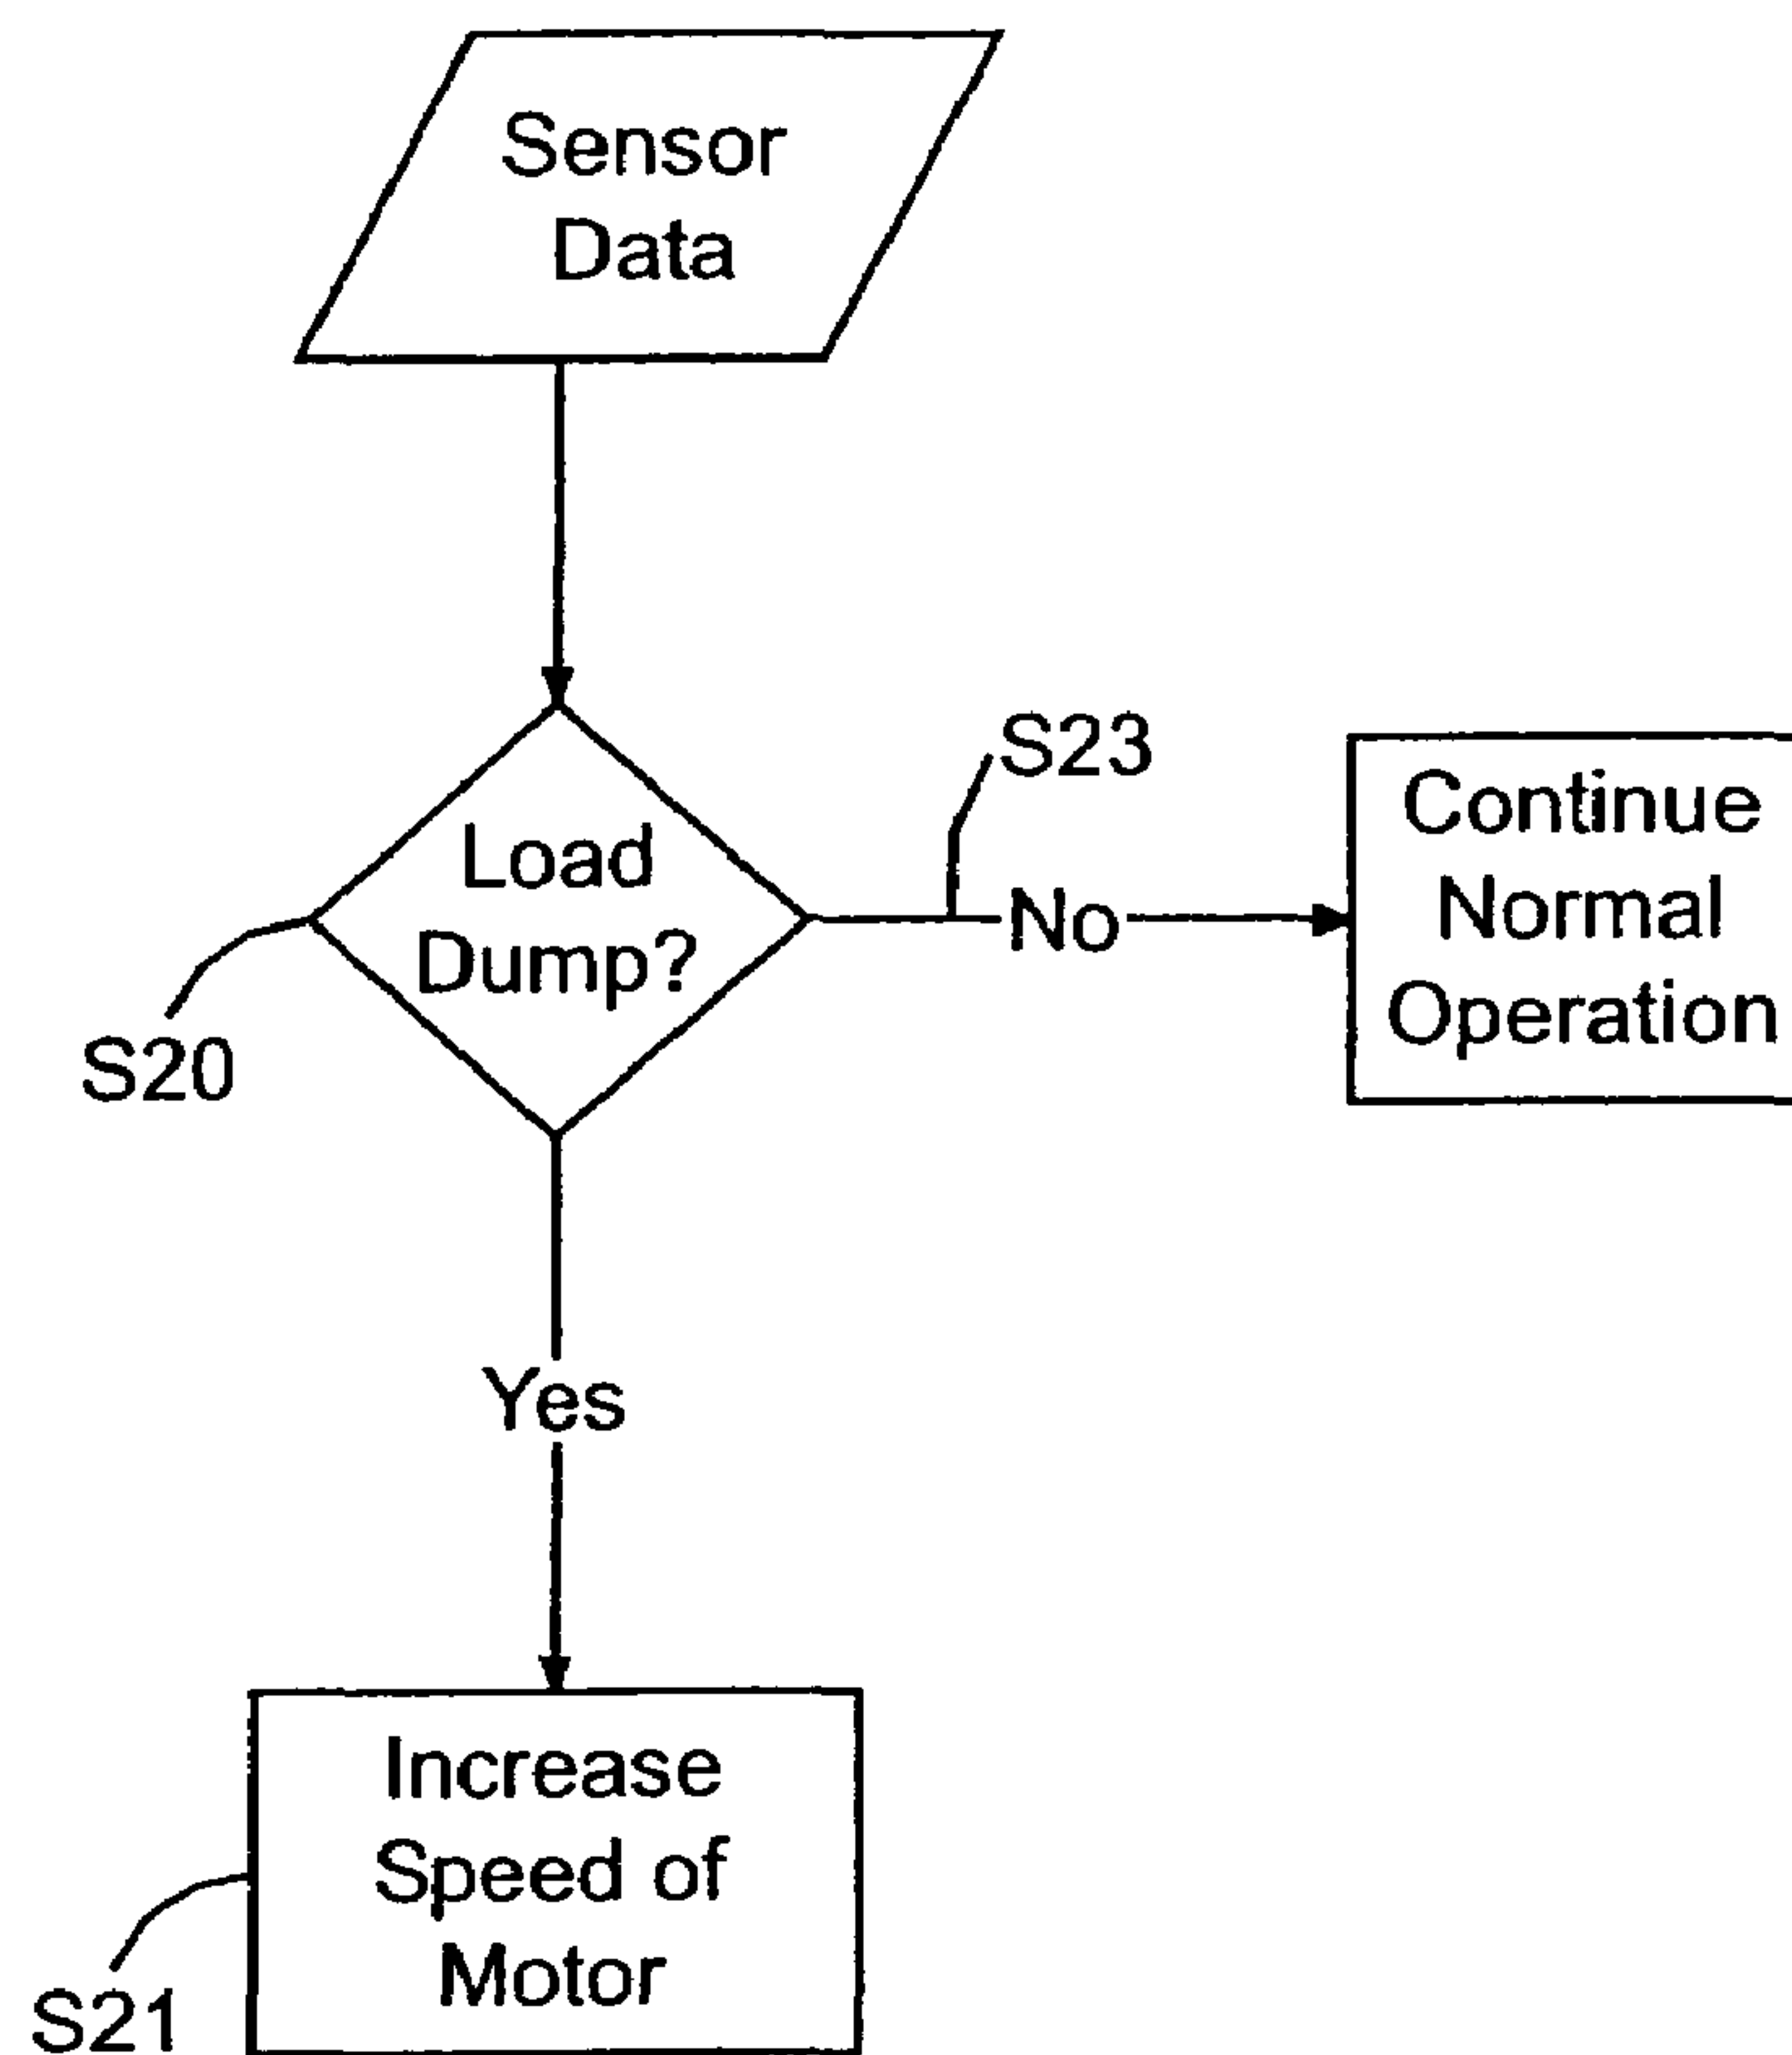 Sensor
Data
S23
Load
Dump?
No
Continue
Normal
Operation
S20
Yes
Increase
Speed of
Motor
S21